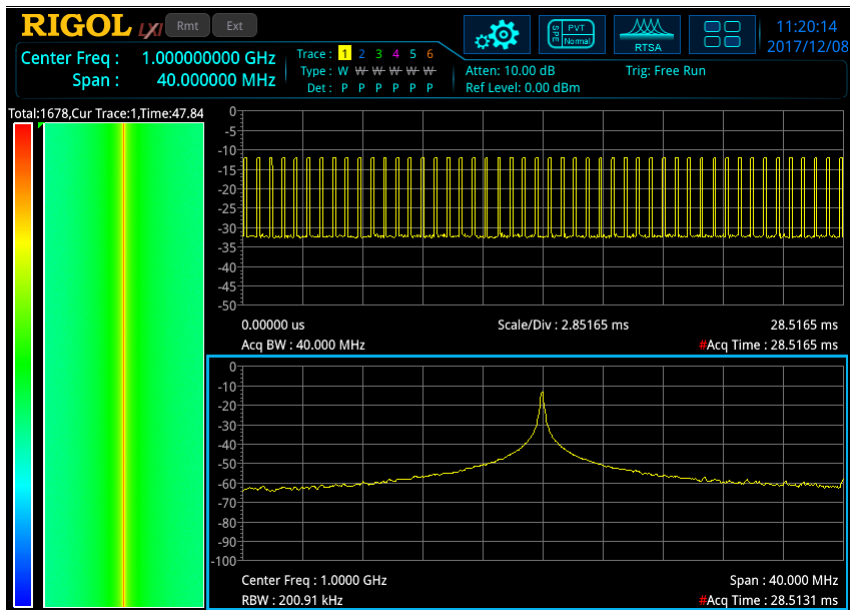 RIGOL LXI Rmt Ext
Center Freq : 1.000000000 GHz
Span : 40.000000 MHz
Trace : 1 2 3 4 5 6
Type : W W W W W W
Det : P P P P P P
Atten: 10.00 dB
Ref Level: 0.00 dBm
Trig: Free Run
SPE PVT Normal
RTSA
11:20:14
2017/12/08
Total:1678,Cur Trace:1,Time:47.84
0
-5
-10
-15
-20
-25
-30
-35
-40
-45
-50
0.00000 us Scale/Div : 2.85165 ms 28.5165 ms
Acq BW : 40.000 MHz #Acq Time : 28.5165 ms
0
-10
-20
-30
-40
-50
-60
-70
-80
-90
-100
Center Freq : 1.0000 GHz Span : 40.000 MHz
RBW : 200.91 kHz #Acq Time : 28.5131 ms